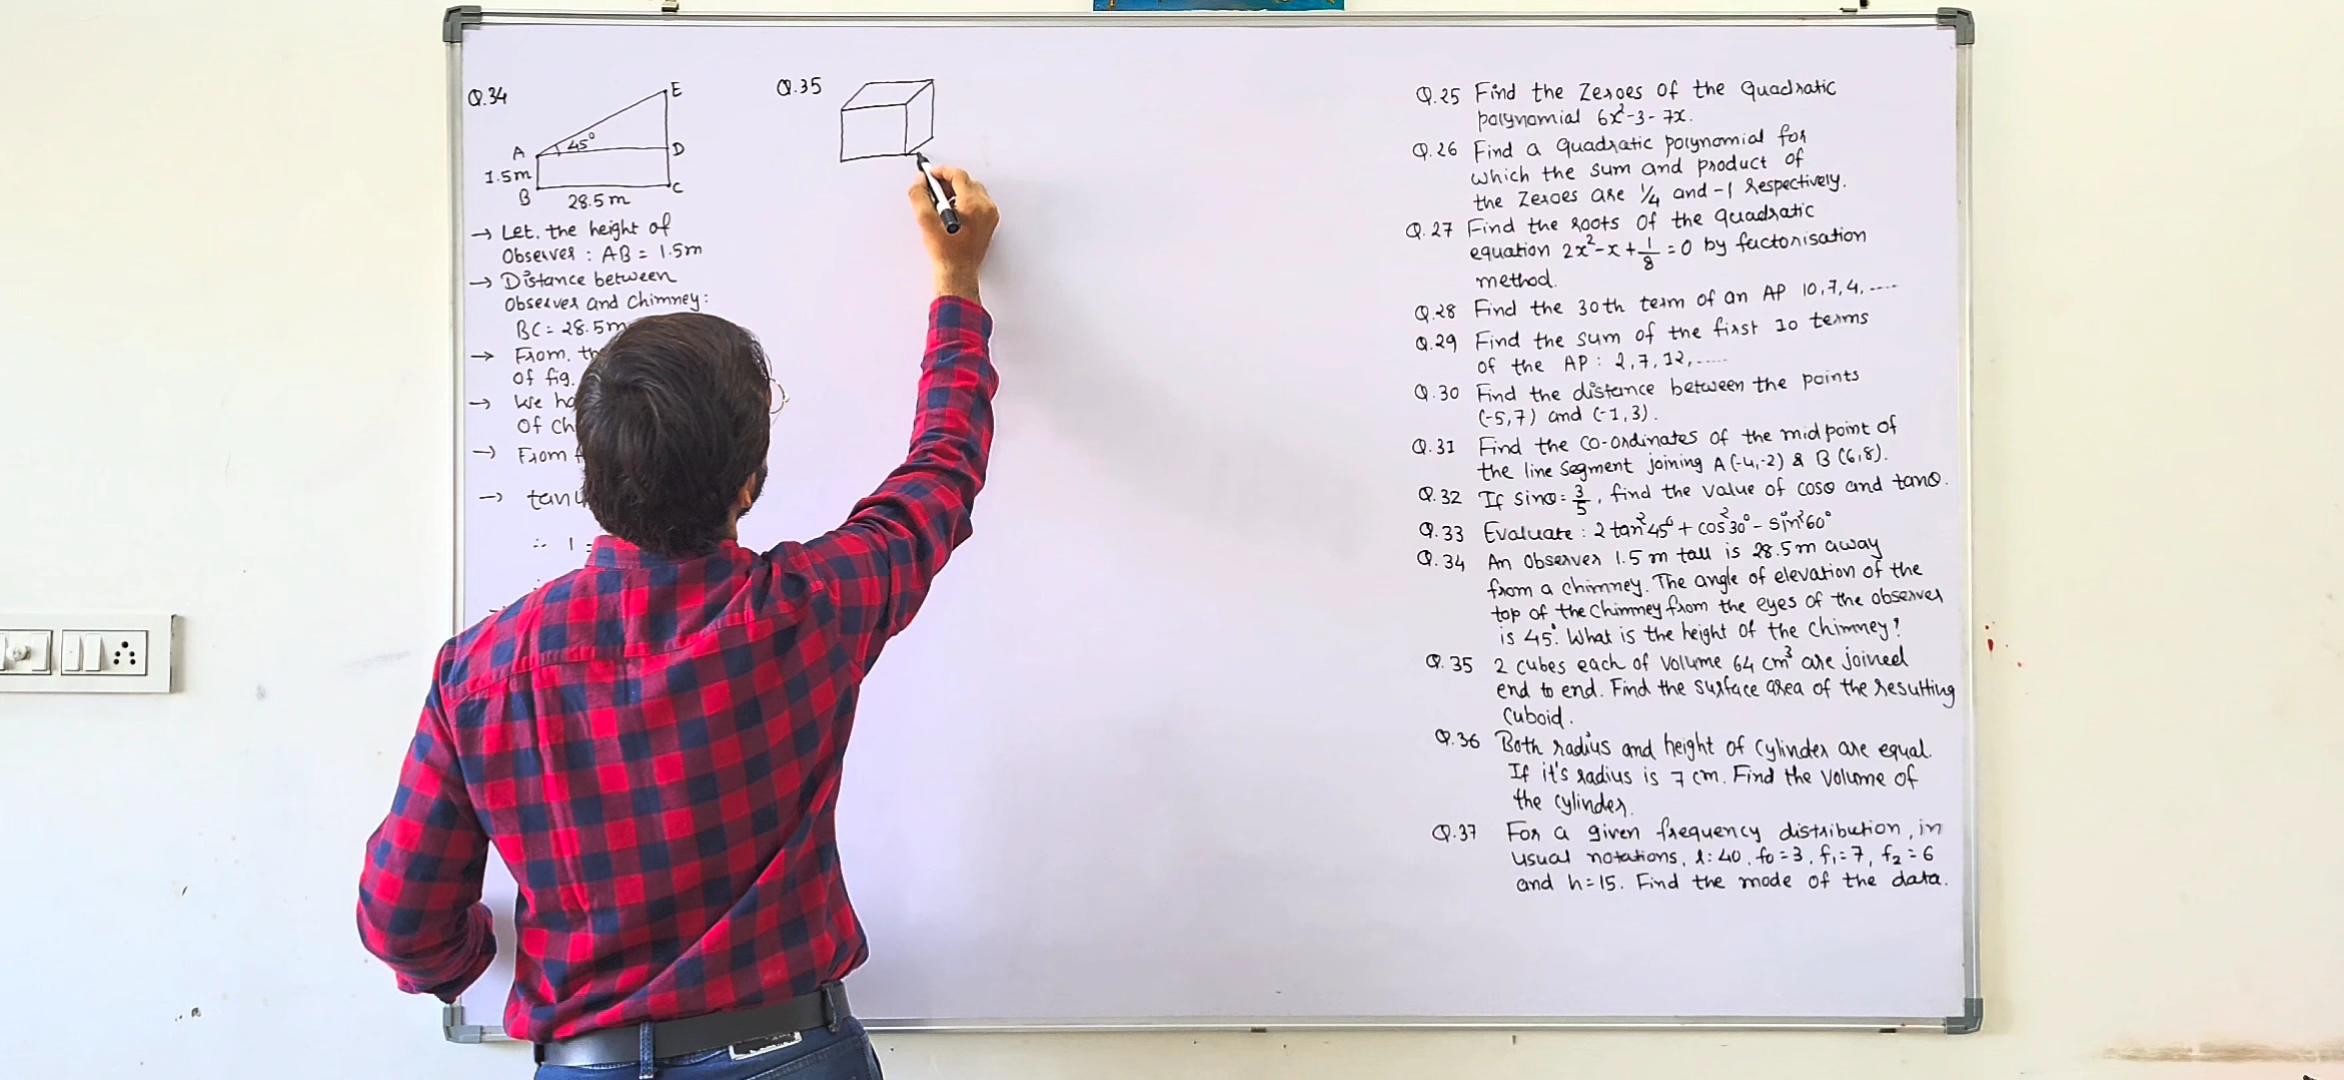 Q.34
E
A
45°
D
1.5m
B
28.5m
C
→ Let. the height of
Observer : AB = 1.5m
→ Distance between
Observer and Chimney:
BC = 28.5m
→ From.
of fig.
→ We
of
→ From
→ tan
∴ 1 =
Q.35
Q.25 Find the Zeroes of the quadratic
polynomial 6x²-3-7x.
Q.26 Find a quadratic polynomial for
which the sum and product of
the Zeroes are 1/4 and -1 respectively.
Q.27 Find the roots of the quadratic
equation 2x²-x+1/8=0 by factorisation
method.
Q.28 Find the 30th term of an AP 10,7,4,....
Q.29 Find the sum of the first 10 terms
of the AP : 2,7,12,.....
Q.30 Find the distance between the points
(-5,7) and (-1,3).
Q.31 Find the co-ordinates of the midpoint of
the line segment joining A(-4,-2) & B(6,8).
Q.32 If sinθ=3/5, find the value of cosθ and tanθ.
Q.33 Evaluate : 2tan²45°+cos²30°-sin²60°
Q.34 An Observer 1.5m tall is 28.5m away
from a chimney. The angle of elevation of the
top of the chimney from the eyes of the observer
is 45°. What is the height of the Chimney?
Q.35 2 cubes each of volume 64 cm³ are joined
end to end. Find the surface area of the resulting
cuboid.
Q.36 Both radius and height of cylinder are equal.
If it's radius is 7cm. Find the volume of
the cylinder.
Q.37 For a given frequency distribution, in
usual notations, l:40, f0=3, f₁=7, f₂=6
and h=15. Find the mode of the data.